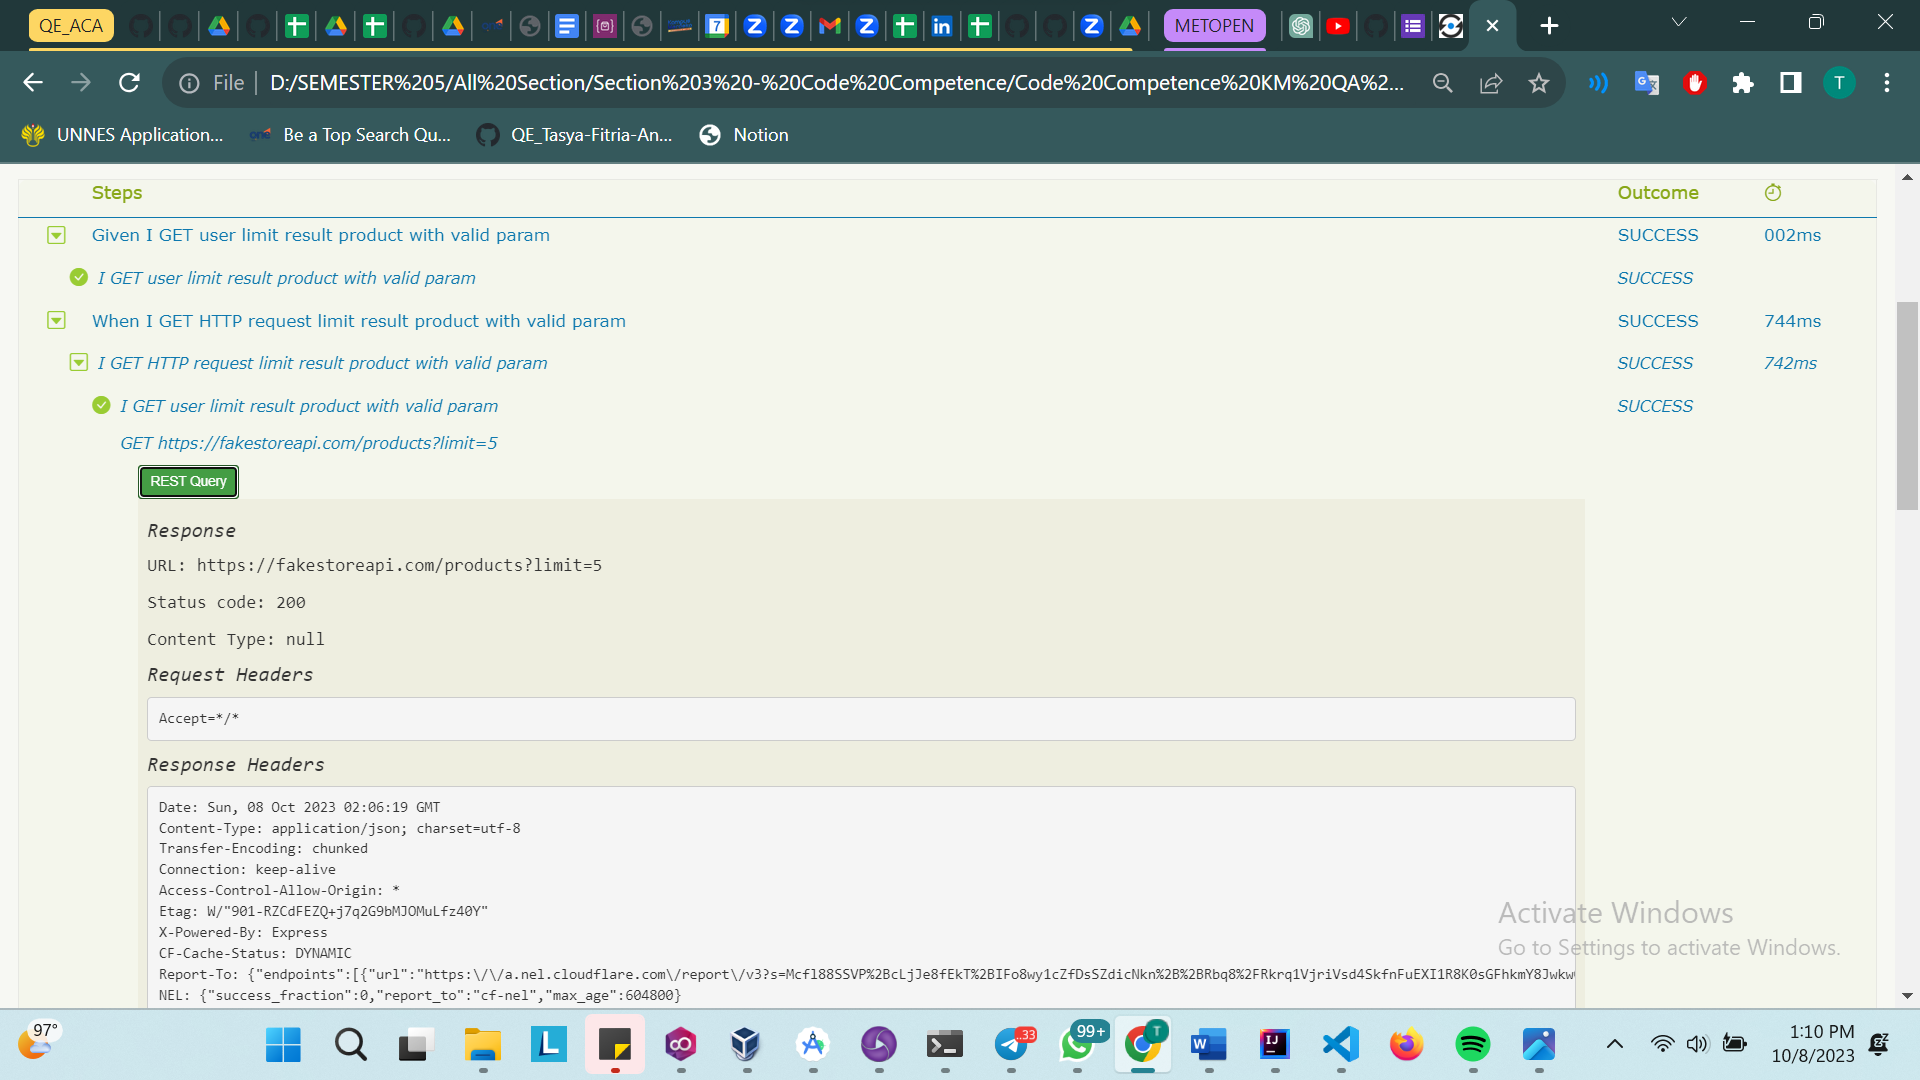 QE_ACA
METOPEN
File
D:/SEMESTER%205/All%20Section/Section%203%20-%20Code%20Competence/Code%20Competence%20KM%20QA%2...
UNNES Application...
Be a Top Search Qu...
QE_Tasya-Fitria-An...
Notion
Steps Outcome
Given I GET user limit result product with valid param SUCCESS 002ms
I GET user limit result product with valid param SUCCESS
When I GET HTTP request limit result product with valid param SUCCESS 744ms
I GET HTTP request limit result product with valid param SUCCESS 742ms
I GET user limit result product with valid param SUCCESS
GET https://fakestoreapi.com/products?limit=5
REST Query
Response
URL: https://fakestoreapi.com/products?limit=5
Status code: 200
Content Type: null
Request Headers
Accept=*/*
Response Headers
Date: Sun, 08 Oct 2023 02:06:19 GMT
Content-Type: application/json; charset=utf-8
Transfer-Encoding: chunked
Connection: keep-alive
Access-Control-Allow-Origin: *
Etag: W/"901-RZCdFEZQ+j7q2G9bMJOMuLfz40Y"
X-Powered-By: Express
CF-Cache-Status: DYNAMIC
Report-To: {"endpoints":[{"url":"https:\/\/a.nel.cloudflare.com\/report\/v3?s=Mcfl88SSVP%2BcLjJe8fEkT%2BIFo8wy1cZfDsSZdicNkn%2B%2BRbq8%2FRkrq1VjriVsd4SkfnFuEXI1R8K0sGFhkmY8Jwkw
NEL: {"success_fraction":0,"report_to":"cf-nel","max_age":604800}
Activate Windows
Go to Settings to activate Windows.
97°
33
99+
1:10 PM
10/8/2023